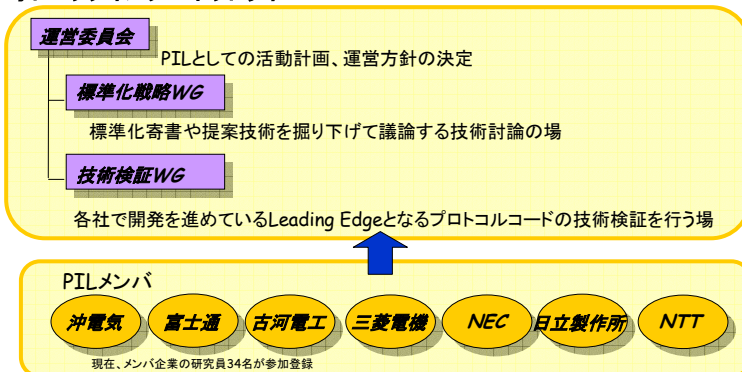 運営委員会
PILとしての活動計画、運営方針の決定
標準化戦略WG
標準化寄書や提案技術を掘り下げて議論する技術討論の場
技術検証WG
各社で開発を進めているLeading Edgeとなるプロトコルコードの技術検証を行う場
PILメンバ
沖電気 富士通 古河電工 三菱電機 NEC 日立製作所 NTT
現在、メンバ企業の研究員34名が参加登録